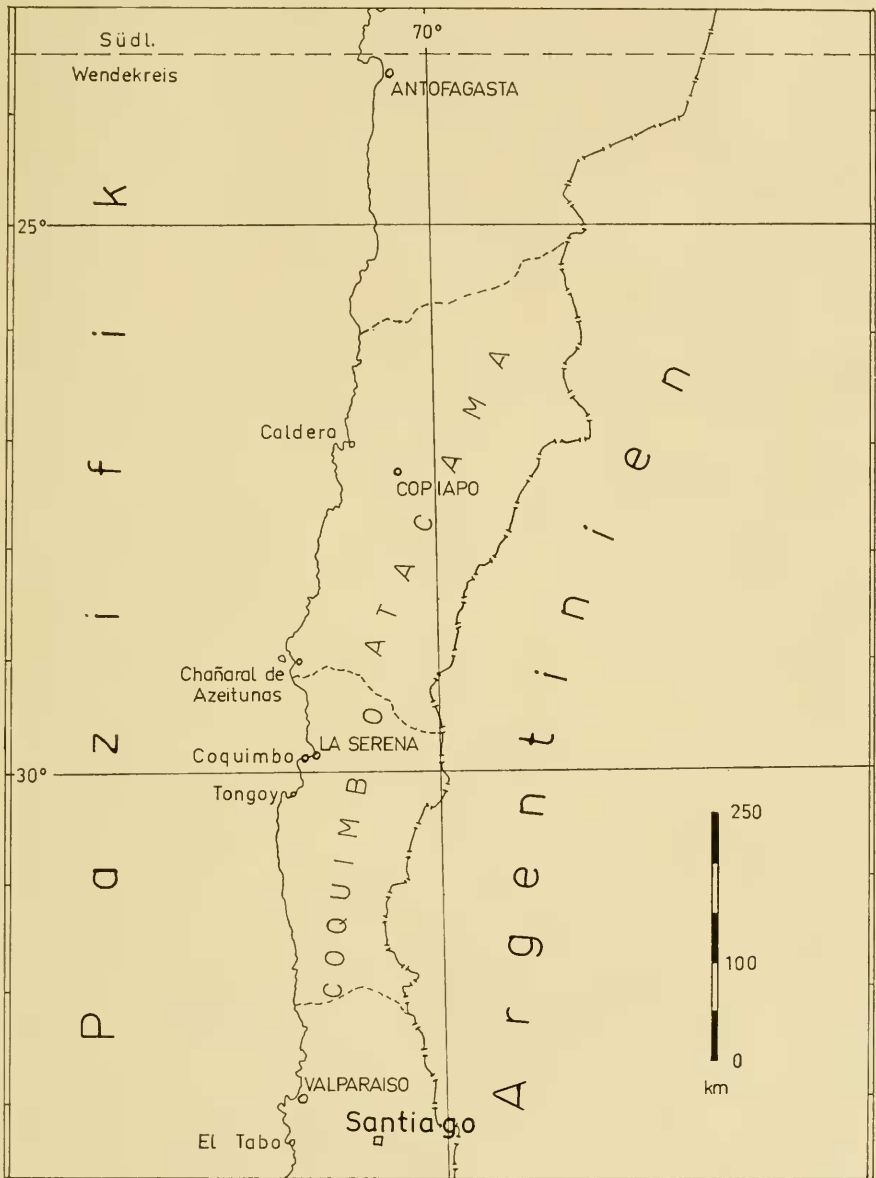 70°
Südl.
Wendekreis
ANTOFAGASTA
25°
Pazifik
Caldera
COPIAPO
ATACAMA
Argentinien
Chañaral de
Azeitunas
LA SERENA
Coquimbo
30°
Tongoy
COQUIMBO
250
100
0
km
VALPARAISO
Santiago
El Tabo